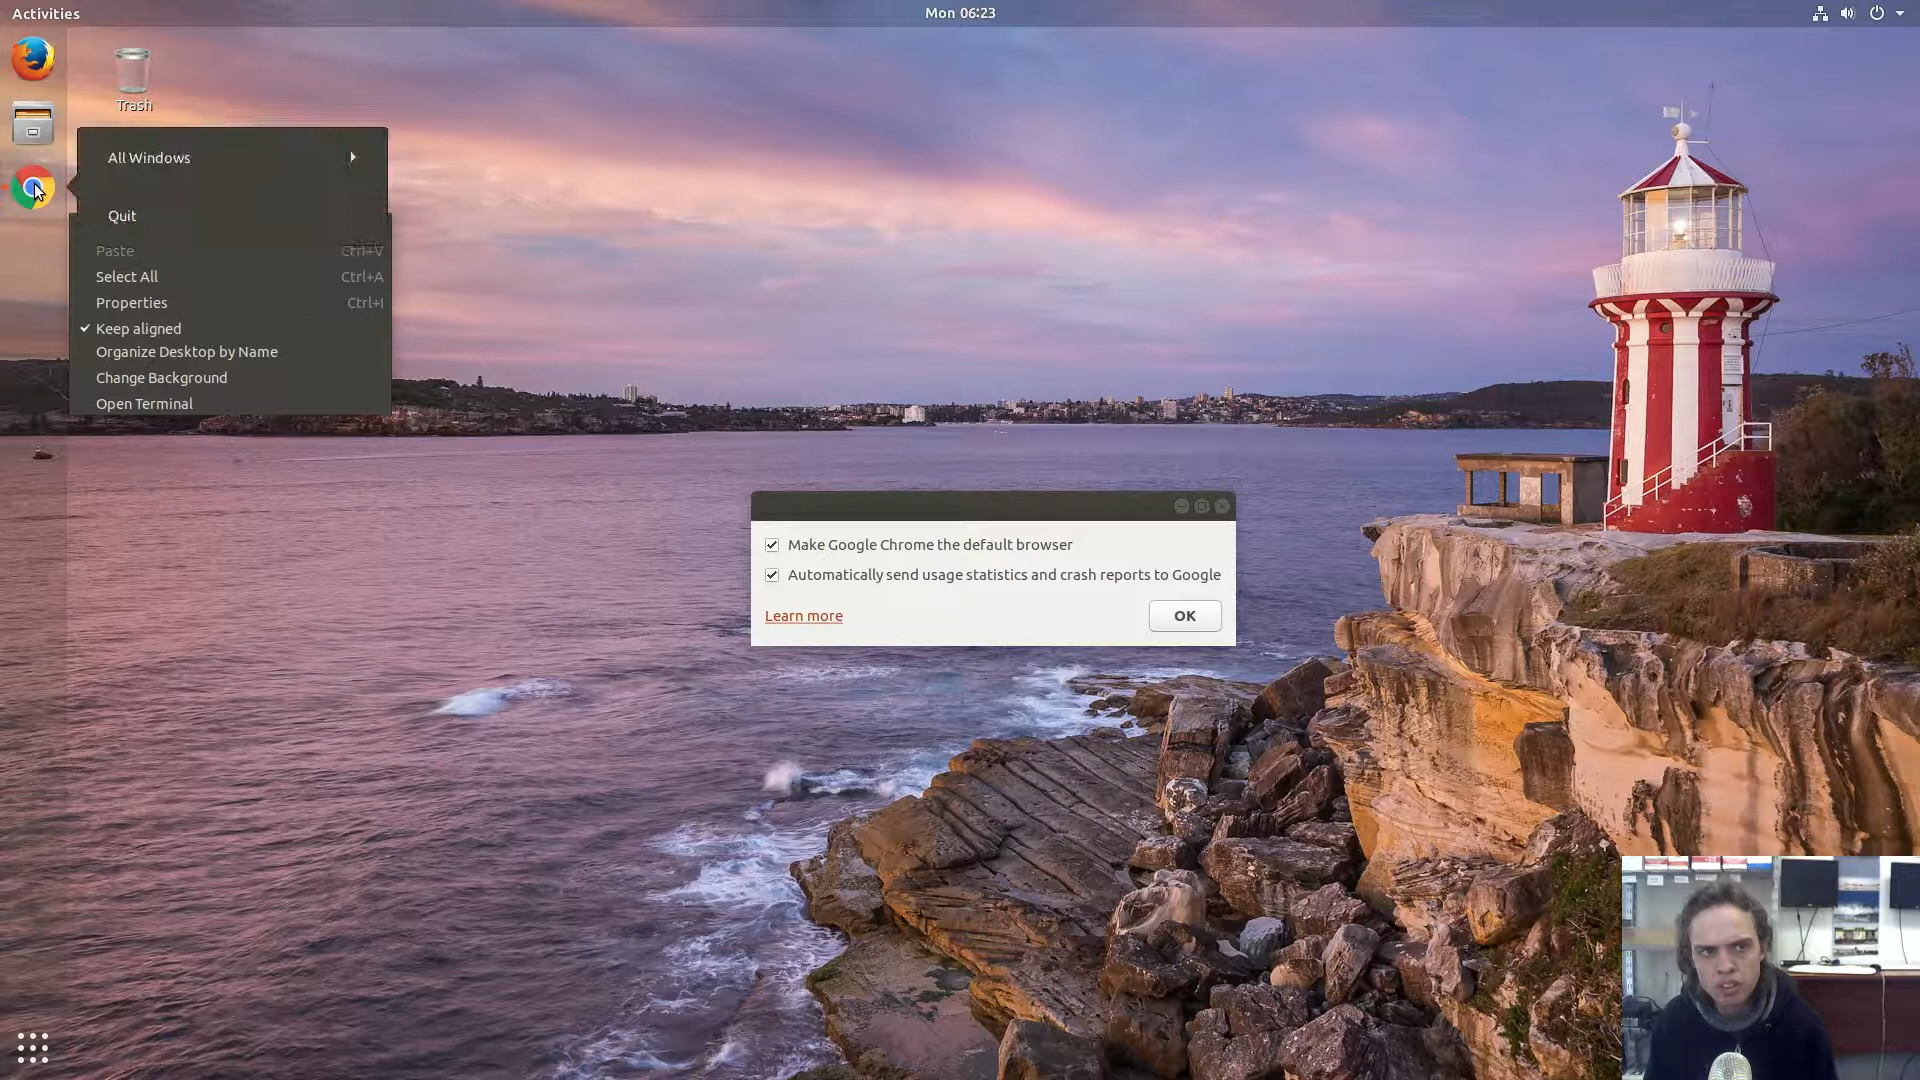 Activities
Mon 06:23
Trash
All Windows
Quit
Paste Ctrl+V
Select All Ctrl+A
Properties Ctrl+I
Keep aligned
Organize Desktop by Name
Change Background
Open Terminal
Make Google Chrome the default browser
Automatically send usage statistics and crash reports to Google
Learn more
OK